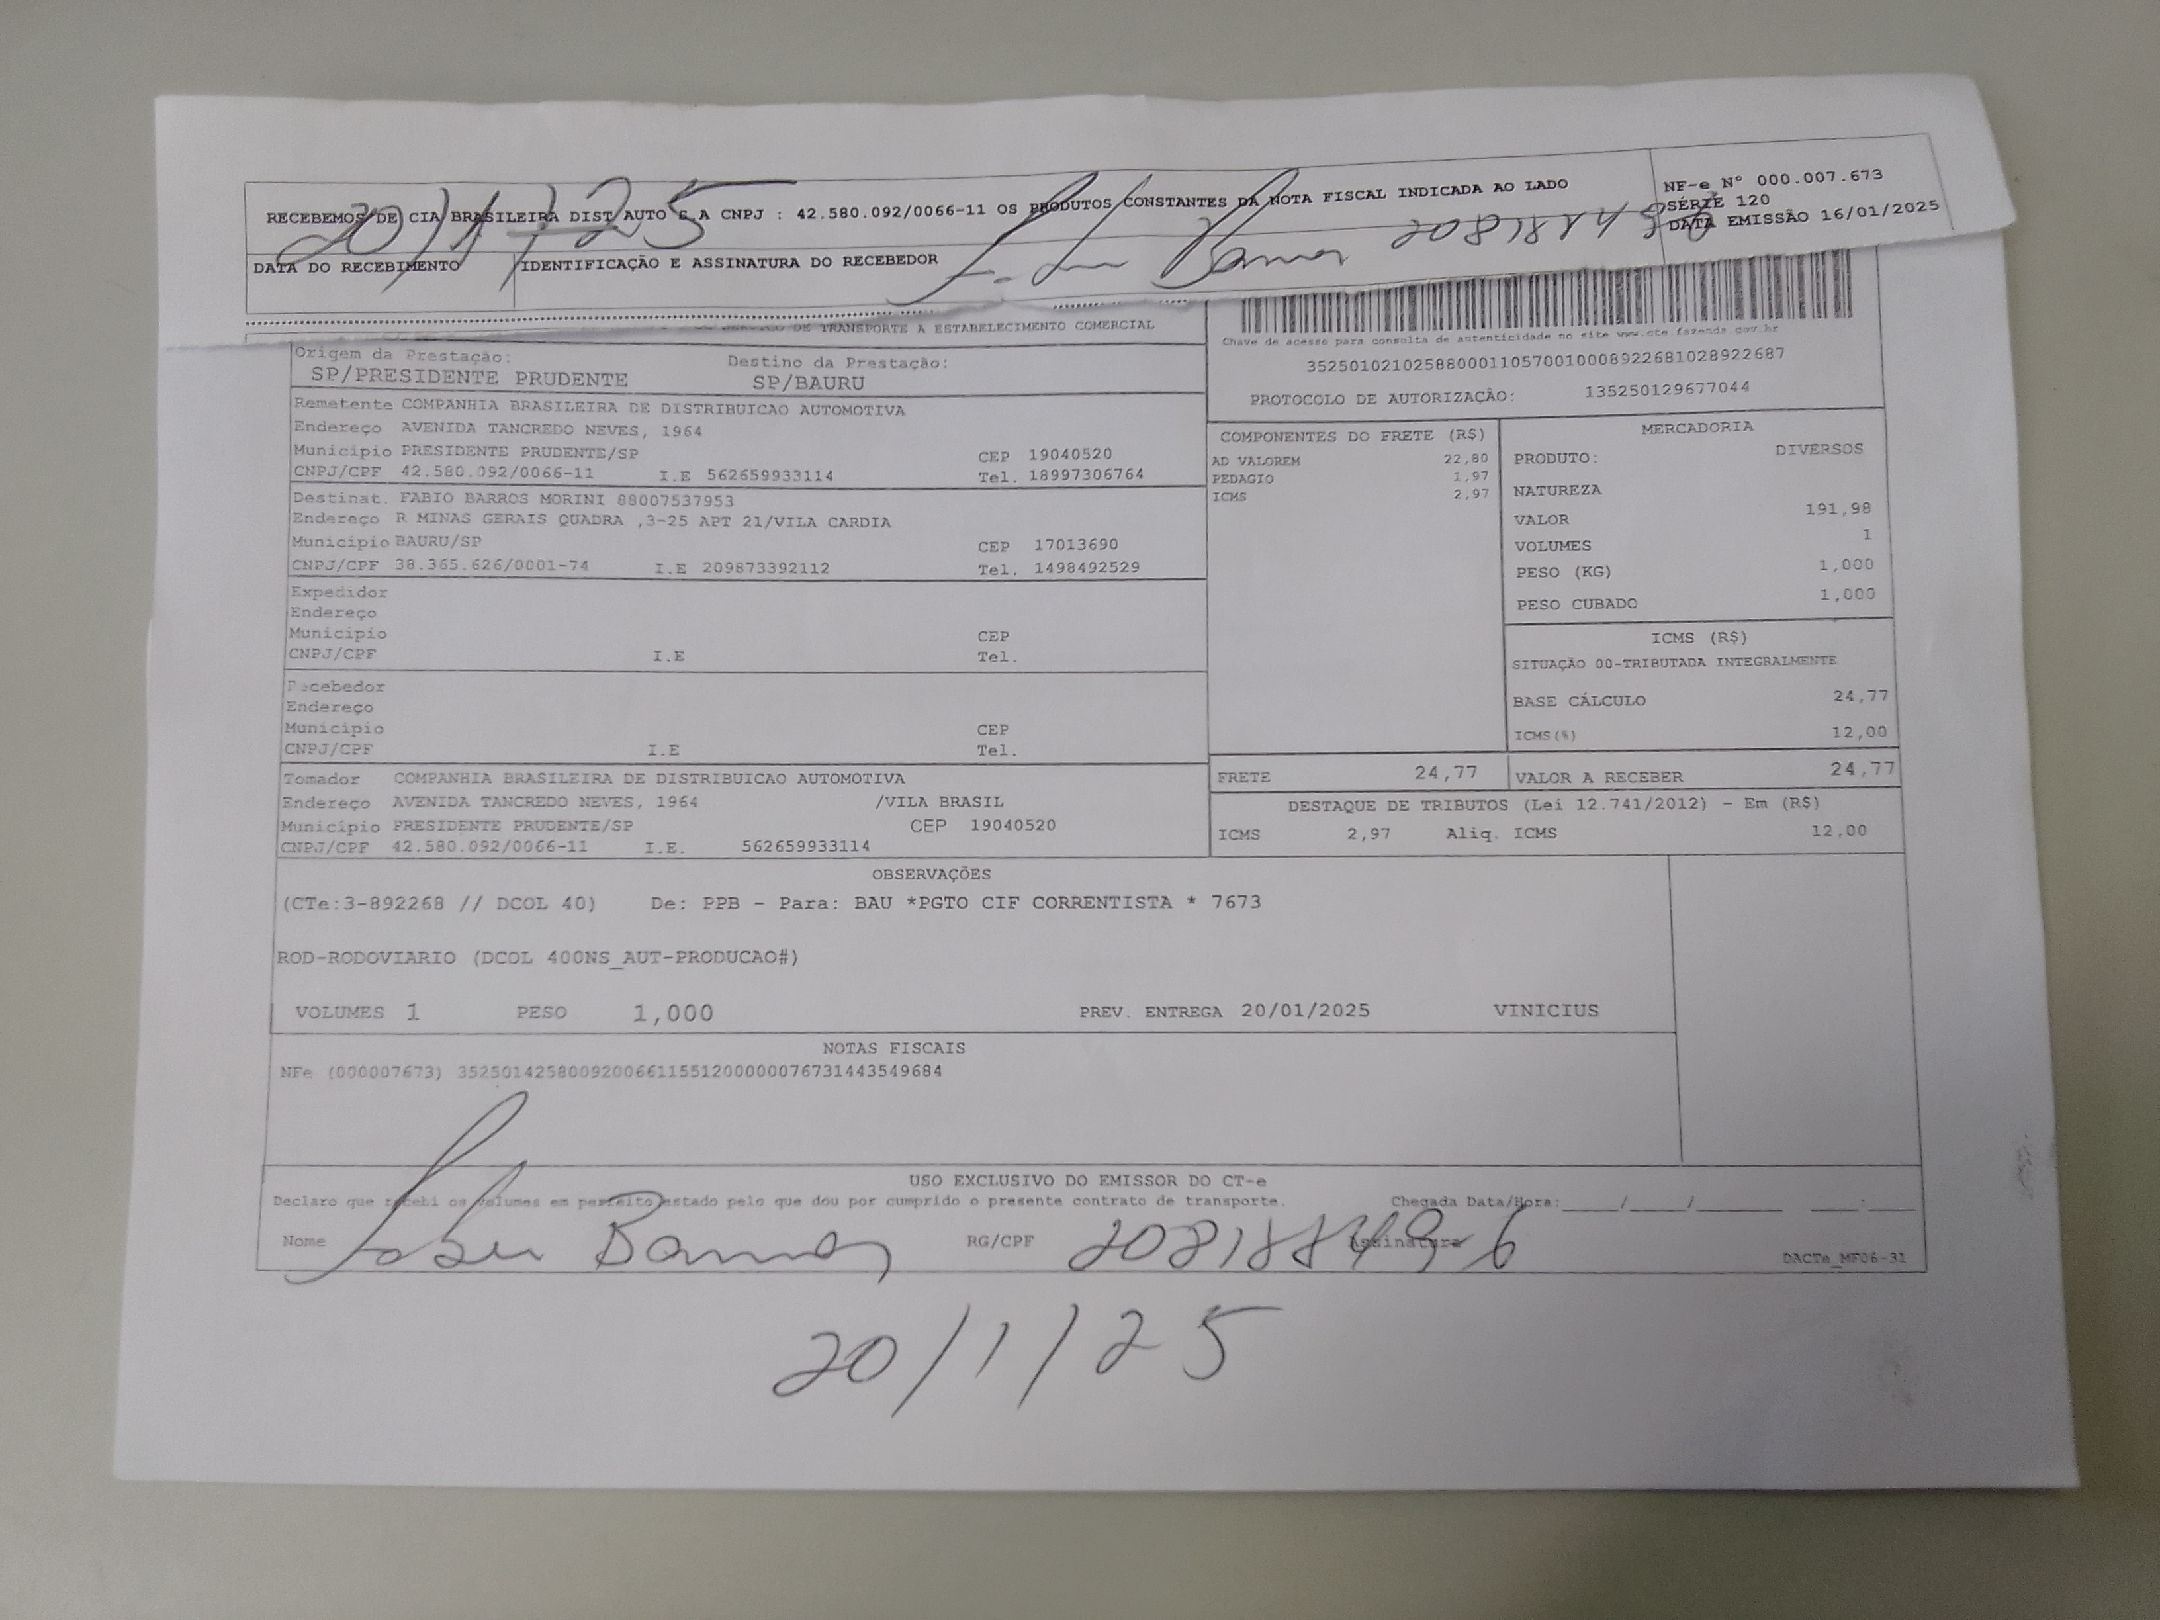 RECEBEMOS DE CIA BRASILEIRA DIST AUTO S A CNPJ : 42.580.092/0066-11 OS PRODUTOS CONSTANTES DA NOTA FISCAL INDICADA AO LADO
NF-e Nº 000.007.673
SÉRIE 120
DATA EMISSÃO 16/01/2025
20/1/25
208188496
DATA DO RECEBIMENTO
IDENTIFICAÇÃO E ASSINATURA DO RECEBEDOR
DE TRANSPORTE A ESTABELECIMENTO COMERCIAL
Origem da Prestação: Destino da Prestação:
SP/PRESIDENTE PRUDENTE SP/BAURU
Remetente COMPANHIA BRASILEIRA DE DISTRIBUICAO AUTOMOTIVA
Endereço AVENIDA TANCREDO NEVES, 1964
Município PRESIDENTE PRUDENTE/SP CEP 19040520
CNPJ/CPF 42.580.092/0066-11 I.E 562659933114 Tel. 18997306764
Destinat. FABIO BARROS MORINI 88007537953
Endereço R MINAS GERAIS QUADRA ,3-25 APT 21/VILA CARDIA
Município BAURU/SP CEP 17013690
CNPJ/CPF 38.365.626/0001-74 I.E 209873392112 Tel. 1498492529
Expedidor
Endereço
Município CEP
CNPJ/CPF I.E Tel.
Recebedor
Endereço
Município CEP
CNPJ/CPF I.E Tel.
Tomador COMPANHIA BRASILEIRA DE DISTRIBUICAO AUTOMOTIVA
Endereço AVENIDA TANCREDO NEVES, 1964 /VILA BRASIL
Município PRESIDENTE PRUDENTE/SP CEP 19040520
CNPJ/CPF 42.580.092/0066-11 I.E. 562659933114
Chave de acesso para consulta de autenticidade no site www.cte.fazenda.gov.br
35250102102588000110570010008922681028922687
PROTOCOLO DE AUTORIZAÇÃO: 135250129677044
COMPONENTES DO FRETE (R$)
AD VALOREM 22,80
PEDAGIO 1,97
ICMS 2,97
MERCADORIA
PRODUTO: DIVERSOS
NATUREZA
VALOR 191,98
VOLUMES 1
PESO (KG) 1,000
PESO CUBADO 1,000
ICMS (R$)
SITUAÇÃO 00-TRIBUTADA INTEGRALMENTE
BASE CÁLCULO 24,77
ICMS(%) 12,00
FRETE 24,77 VALOR A RECEBER 24,77
DESTAQUE DE TRIBUTOS (Lei 12.741/2012) - Em (R$)
ICMS 2,97 Aliq. ICMS 12,00
OBSERVAÇÕES
(CTe:3-892268 // DCOL 40) De: PPB - Para: BAU *PGTO CIF CORRENTISTA * 7673
ROD-RODOVIARIO (DCOL 400NS_AUT-PRODUCAO#)
VOLUMES 1 PESO 1,000 PREV. ENTREGA 20/01/2025 VINICIUS
NOTAS FISCAIS
NFe (000007673) 35250142580092006611551200000076731443549684
USO EXCLUSIVO DO EMISSOR DO CT-e
Declaro que recebi os volumes em perfeito estado pelo que dou por cumprido o presente contrato de transporte. Chegada Data/Hora:____/____/______ ___:___
Nome RG/CPF 20818849-6 Assinatura
DACTe_MF06-31
20/1/25